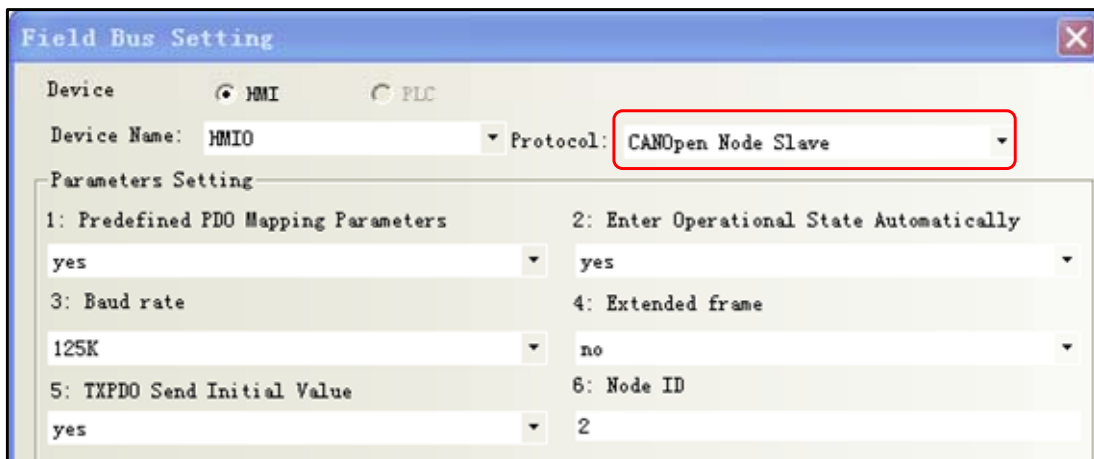 Field Bus Setting
Device HMI PLC
Device Name: HMI0 Protocol: CANOpen Node Slave
Parameters Setting
1: Predefined PDO Mapping Parameters 2: Enter Operational State Automatically
yes yes
3: Baud rate 4: Extended frame
125K no
5: TXPDO Send Initial Value 6: Node ID
yes 2